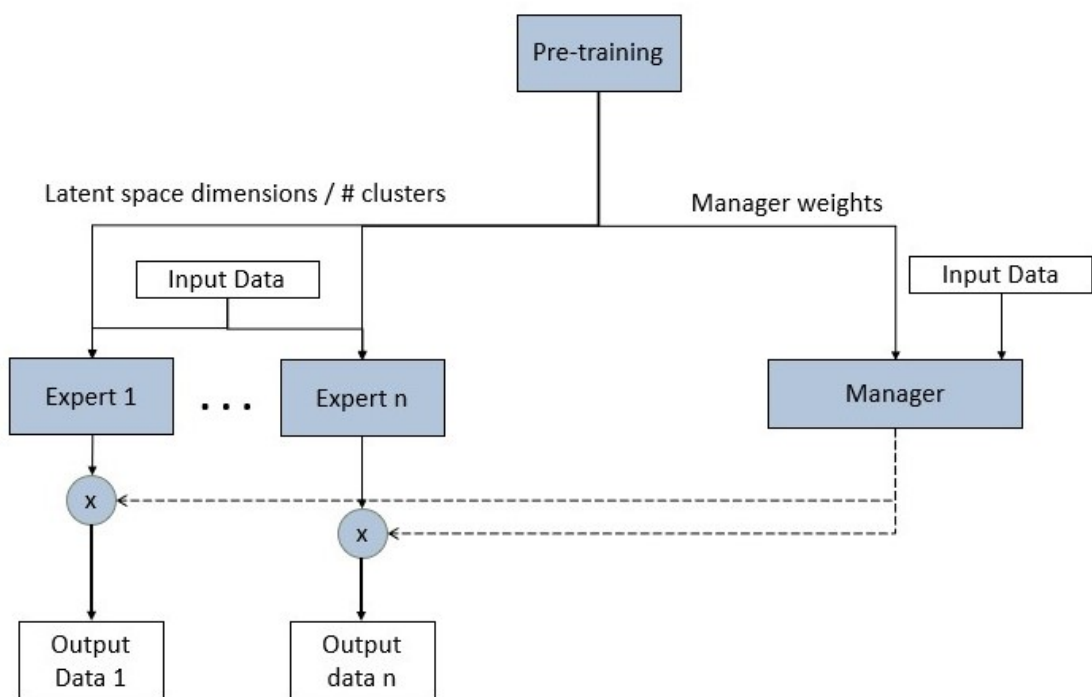 Pre-training
Latent space dimensions / # clusters
Manager weights
Input Data
Input Data
Expert 1
. . .
Expert n
Manager
x
x
Output
Data 1
Output
data n